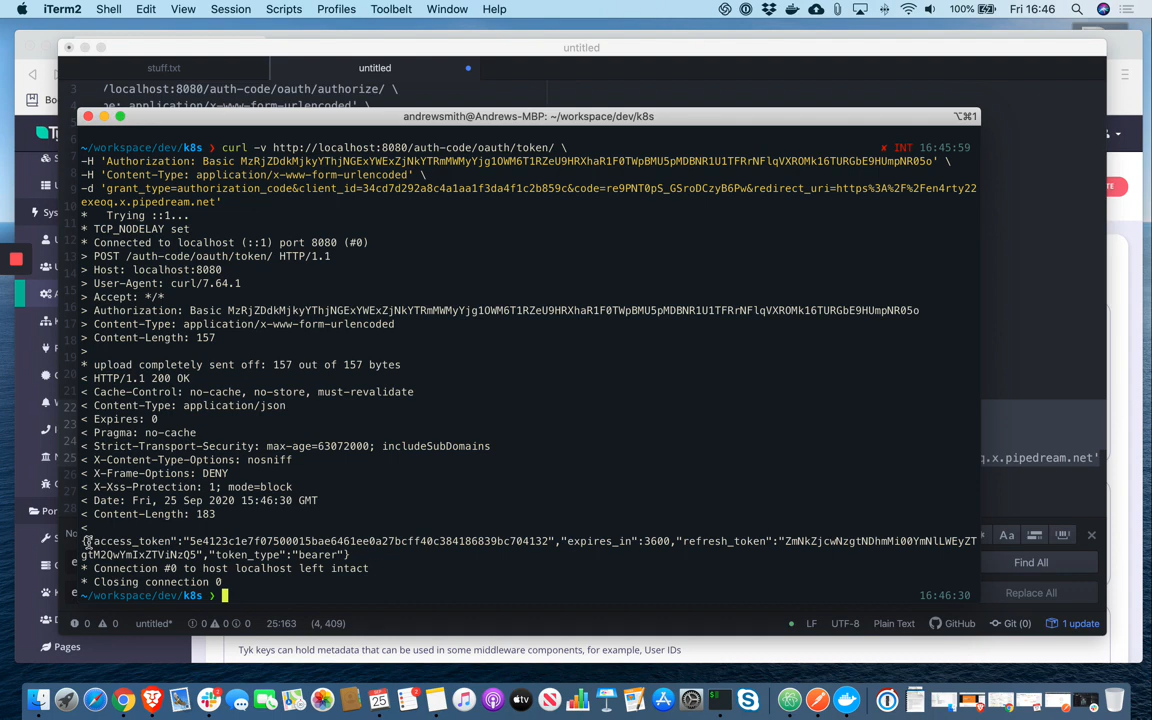 iTerm2 Shell Edit View Session Scripts Profiles Toolbelt Window Help 100% Fri 16:46
untitled
stuff.txt untitled
3 '/localhost:8080/auth-code/oauth/authorize/ \
andrewsmith@Andrews-MBP: ~/workspace/dev/k8s ⌥⌘1
~/workspace/dev/k8s ❯ curl -v http://localhost:8080/auth-code/oauth/token/ \ ✘ INT 16:45:59
-H 'Authorization: Basic MzRjZDdkMjkyYThjNGExYWExZjNkYTRmMWMyYjg1OWM6T1RZeU9HRXhaR1F0TWpBMU5pMDBNR1U1TFRrNFlqVXROMk16TURGbE9HUmpNR05o' \
-H 'Content-Type: application/x-www-form-urlencoded' \
-d 'grant_type=authorization_code&client_id=34cd7d292a8c4a1aa1f3da4f1c2b859c&code=re9PNT0pS_GSroDCzyB6Pw&redirect_uri=https%3A%2F%2Fen4rty22
exeoq.x.pipedream.net'
* Trying ::1...
* TCP_NODELAY set
* Connected to localhost (::1) port 8080 (#0)
> POST /auth-code/oauth/token/ HTTP/1.1
> Host: localhost:8080
> User-Agent: curl/7.64.1
> Accept: */*
> Authorization: Basic MzRjZDdkMjkyYThjNGExYWExZjNkYTRmMWMyYjg1OWM6T1RZeU9HRXhaR1F0TWpBMU5pMDBNR1U1TFRrNFlqVXROMk16TURGbE9HUmpNR05o
> Content-Type: application/x-www-form-urlencoded
> Content-Length: 157
>
* upload completely sent off: 157 out of 157 bytes
< HTTP/1.1 200 OK
< Cache-Control: no-cache, no-store, must-revalidate
< Content-Type: application/json
< Expires: 0
< Pragma: no-cache
< Strict-Transport-Security: max-age=63072000; includeSubDomains
< X-Content-Type-Options: nosniff
q.x.pipedream.net'
< X-Frame-Options: DENY
< X-Xss-Protection: 1; mode=block
< Date: Fri, 25 Sep 2020 15:46:30 GMT
< Content-Length: 183
<
{"access_token":"5e4123c1e7f07500015bae6461ee0a27bcff40c384186839bc704132","expires_in":3600,"refresh_token":"ZmNkZjcwNzgtNDhmMi00YmNlLWEyZT
gtM2QwYmIxZTViNzQ5","token_type":"bearer"}
* Connection #0 to host localhost left intact
* Closing connection 0
~/workspace/dev/k8s ❯ 16:46:30
Aa
Find All
Replace All
0 0 untitled* 0 0 0 25:163 (4, 409) LF UTF-8 Plain Text GitHub Git (0) 1 update
Pages
Tyk keys can hold metadata that can be used in some middleware components, for example, User IDs